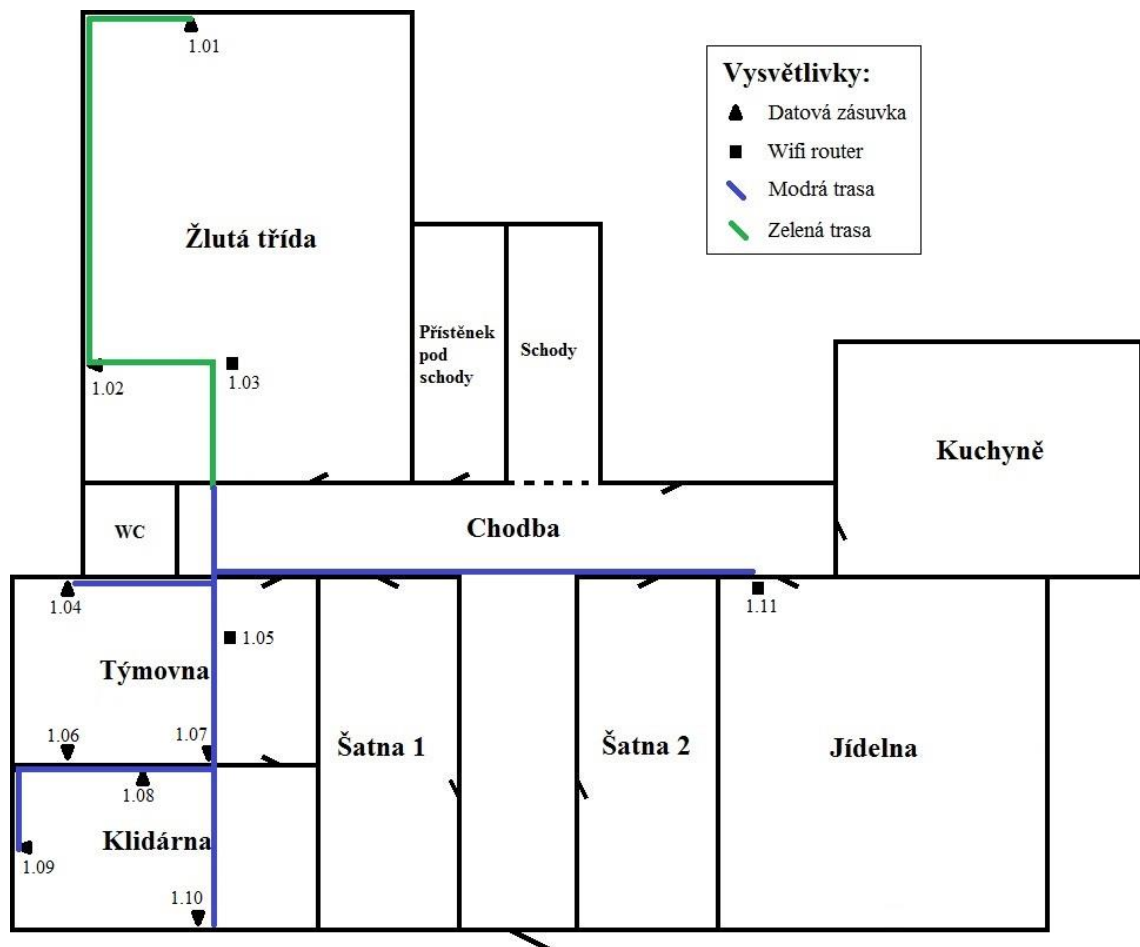 1.01
Vysvětlivky:
Datová zásuvka
Wifi router
Modrá trasa
Zelená trasa
Žlutá třída
Přístěnek
pod
schody
Schody
1.02
1.03
Kuchyně
WC
Chodba
1.04
1.05
1.11
Týmovna
1.06
1.07
Šatna 1
Šatna 2
Jídelna
1.08
Klidárna
1.09
1.10